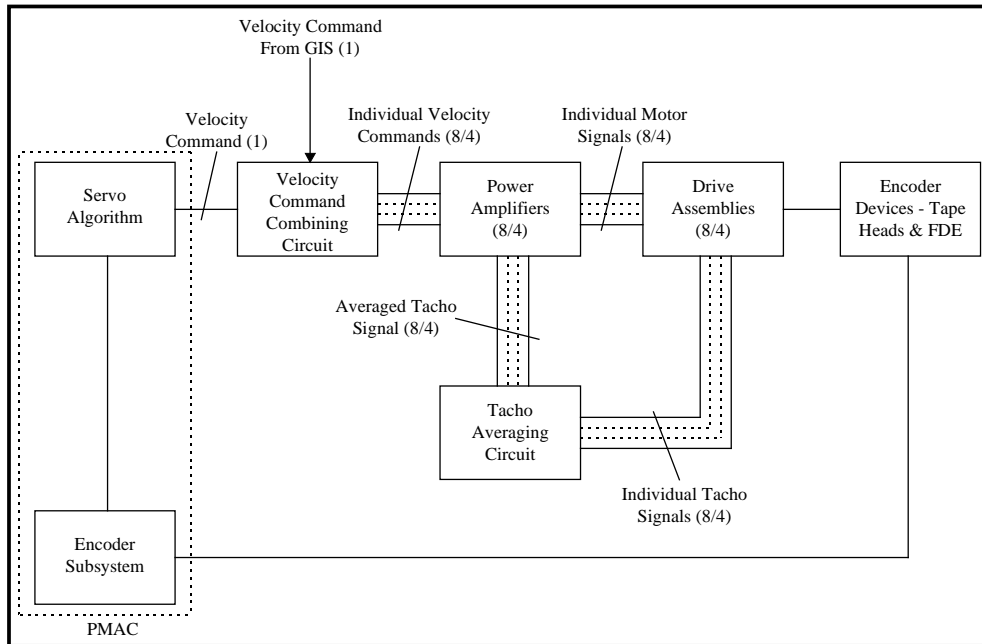 Velocity Command
From GIS (1)
Velocity
Command (1)
Individual Velocity
Commands (8/4)
Individual Motor
Signals (8/4)
Servo
Algorithm
Velocity
Command
Combining
Circuit
Power
Amplifiers
(8/4)
Drive
Assemblies
(8/4)
Encoder
Devices - Tape
Heads & FDE
Averaged Tacho
Signal (8/4)
Tacho
Averaging
Circuit
Individual Tacho
Signals (8/4)
Encoder
Subsystem
PMAC